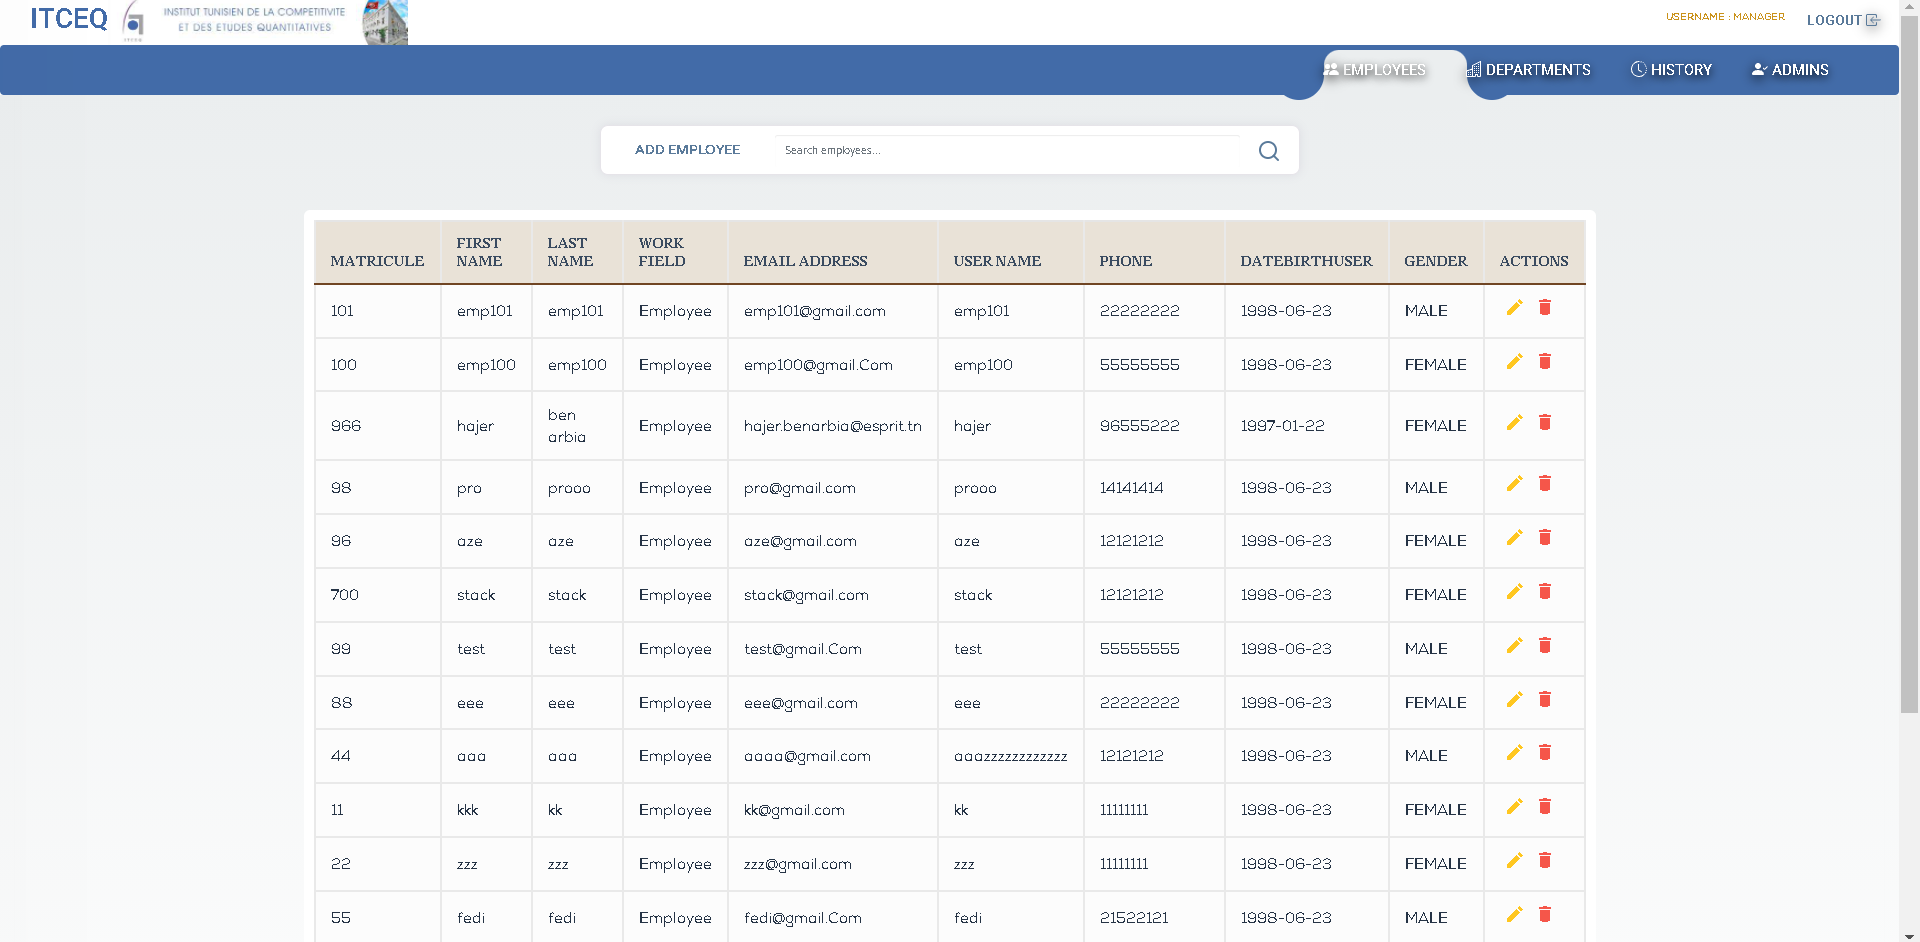 ITCEQ
INSTITUT TUNISIEN DE LA COMPETITIVITE
ET DES ETUDES QUANTITATIVES
USERNAME : MANAGER
LOGOUT
EMPLOYEES DEPARTMENTS HISTORY ADMINS
ADD EMPLOYEE Search employees...
MATRICULE FIRST NAME LAST NAME WORK FIELD EMAIL ADDRESS USER NAME PHONE DATEBIRTHUSER GENDER ACTIONS
101 emp101 emp101 Employee emp101@gmail.com emp101 22222222 1998-06-23 MALE
100 emp100 emp100 Employee emp100@gmail.Com emp100 55555555 1998-06-23 FEMALE
966 hajer ben arbia Employee hajer.benarbia@esprit.tn hajer 96555222 1997-01-22 FEMALE
98 pro prooo Employee pro@gmail.com prooo 14141414 1998-06-23 MALE
96 aze aze Employee aze@gmail.com aze 12121212 1998-06-23 FEMALE
700 stack stack Employee stack@gmail.com stack 12121212 1998-06-23 FEMALE
99 test test Employee test@gmail.Com test 55555555 1998-06-23 MALE
88 eee eee Employee eee@gmail.com eee 22222222 1998-06-23 FEMALE
44 aaa aaa Employee aaaa@gmail.com aaazzzzzzzzzzzz 12121212 1998-06-23 MALE
11 kkk kk Employee kk@gmail.com kk 11111111 1998-06-23 FEMALE
22 zzz zzz Employee zzz@gmail.com zzz 11111111 1998-06-23 FEMALE
55 fedi fedi Employee fedi@gmail.Com fedi 21522121 1998-06-23 MALE